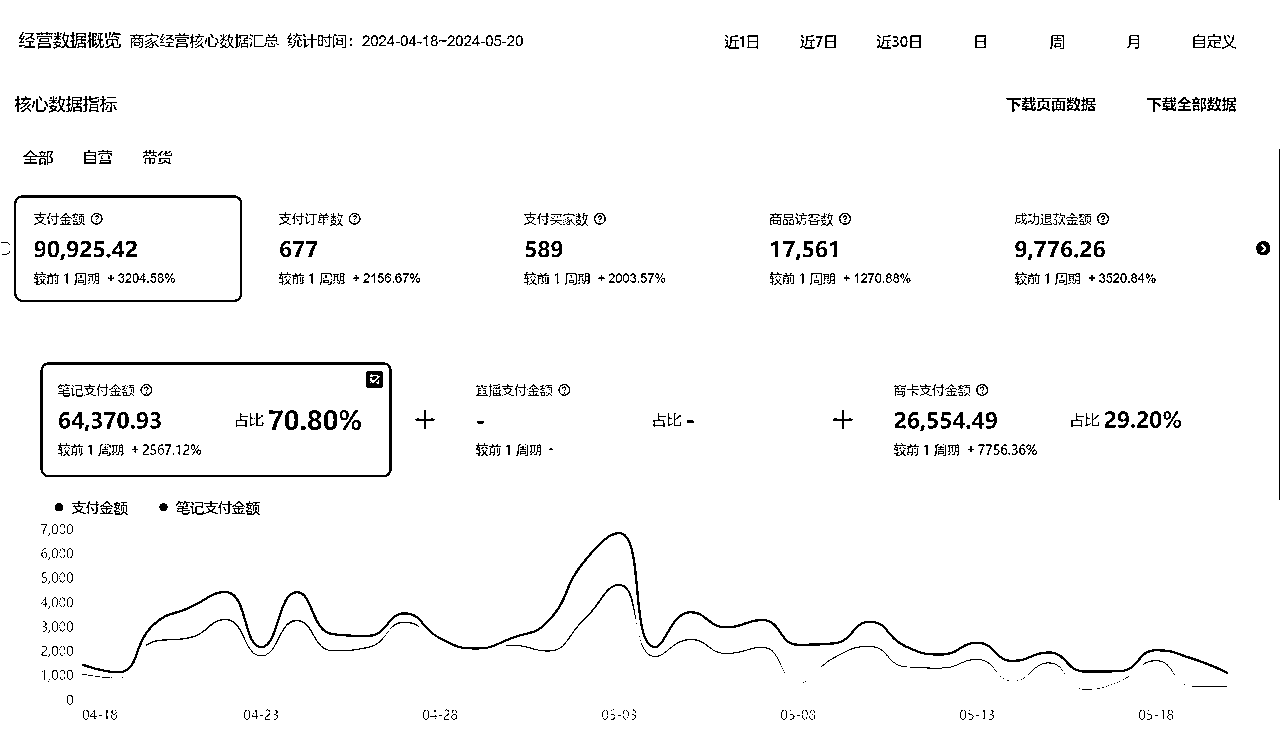 经营数据概览 商家经营核心数据汇总 统计时间：2024-04-18~2024-05-20 近1日 近7日 近30日 日 周 月 自定义
核心数据指标 下载页面数据 下载全部数据
全部 自营 带货
支付金额 支付订单数 支付买家数 商品访客数 成功退款金额
90,925.42 677 589 17,561 9,776.26
较前 1 周期 + 3204.58% 较前 1 周期 + 2156.67% 较前 1 周期 + 2003.57% 较前 1 周期 + 1270.88% 较前 1 周期 + 3520.84%
笔记支付金额 直播支付金额 商卡支付金额
64,370.93 占比 70.80% + - 占比 - + 26,554.49 占比 29.20%
较前 1 周期 + 2567.12% 较前 1 周期 - 较前 1 周期 + 7756.36%
支付金额 笔记支付金额
7,000
6,000
5,000
4,000
3,000
2,000
1,000
0
04-18 04-23 04-28 05-03 05-08 05-13 05-18